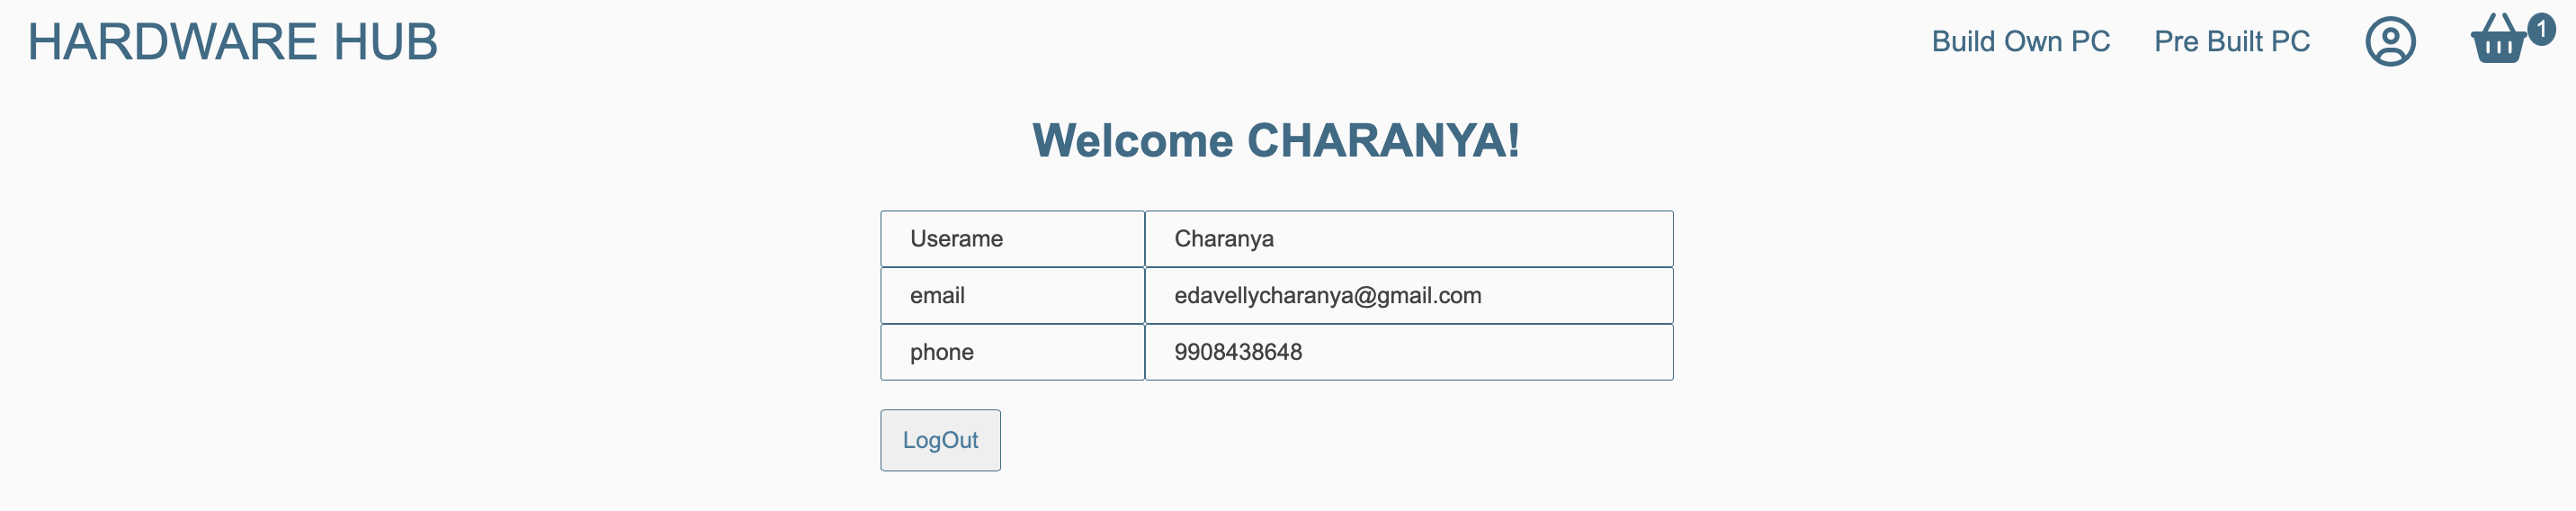 HARDWARE HUB
Build Own PC
Pre Built PC
1
Welcome CHARANYA!
Userame Charanya
email edavellycharanya@gmail.com
phone 9908438648
LogOut